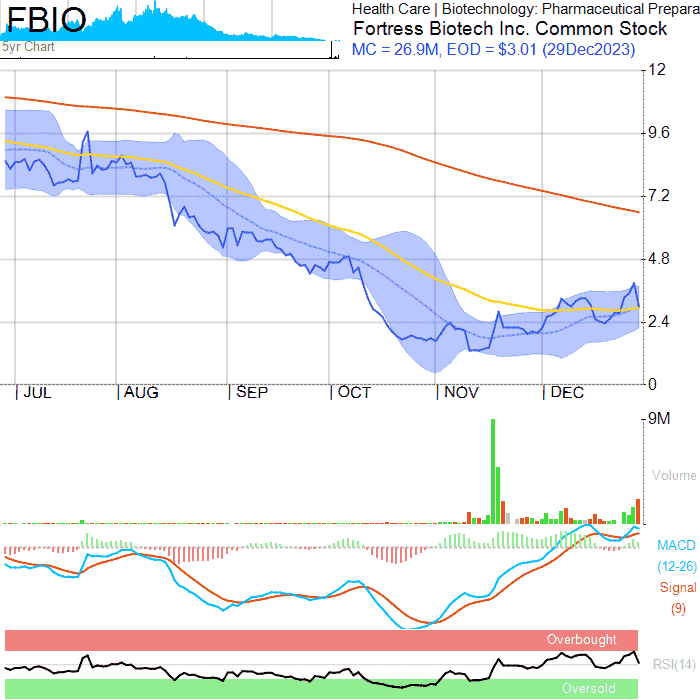 FBIO
5yr Chart
Health Care | Biotechnology: Pharmaceutical Prepara
Fortress Biotech Inc. Common Stock
MC = 26.9M, EOD = $3.01 (29Dec2023)
12
9.6
7.2
4.8
2.4
0
JUL AUG SEP OCT NOV DEC
9M
Volume
MACD
(12-26)
Signal
(9)
Overbought
RSI(14)
Oversold